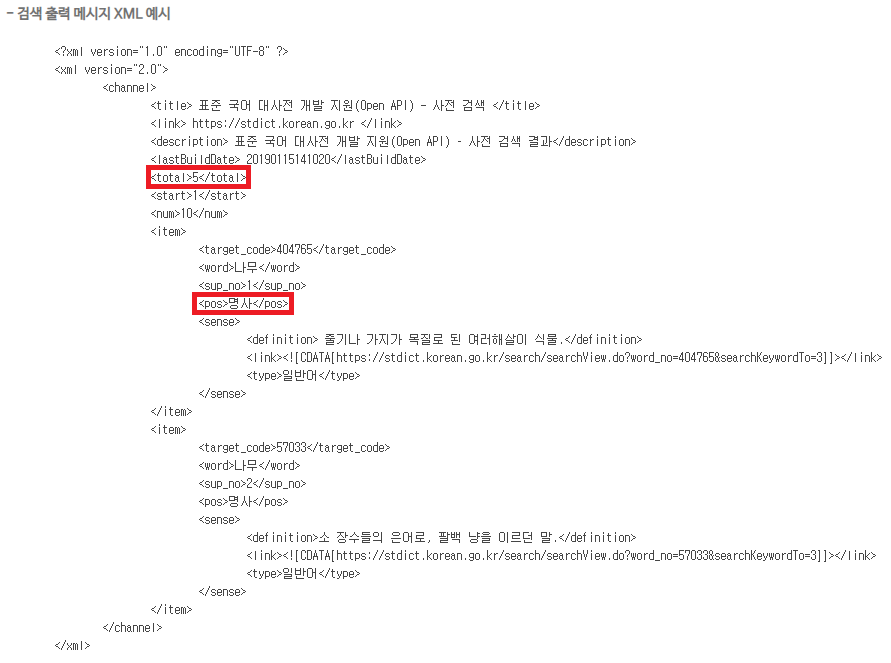 - 검색 출력 메시지 XML 예시
<?xml version="1.0" encoding="UTF-8" ?>
<xml version="2.0">
<channel>
<title> 표준 국어 대사전 개발 지원(Open API) - 사전 검색 </title>
<link> https://stdict.korean.go.kr </link>
<description> 표준 국어 대사전 개발 지원(Open API) - 사전 검색 결과</description>
<lastBuildDate> 20190115141020</lastBuildDate>
<total>5</total>
<start>1</start>
<num>10</num>
<item>
<target_code>404765</target_code>
<word>나무</word>
<sup_no>1</sup_no>
<pos>명사</pos>
<sense>
<definition> 줄기나 가지가 목질로 된 여러해살이 식물.</definition>
<link><![CDATA[https://stdict.korean.go.kr/search/searchView.do?word_no=404765&searchKeywordTo=3]]></link>
<type>일반어</type>
</sense>
</item>
<item>
<target_code>57033</target_code>
<word>나무</word>
<sup_no>2</sup_no>
<pos>명사</pos>
<sense>
<definition>소 장수들의 은어로, 팔백 냥을 이르던 말.</definition>
<link><![CDATA[https://stdict.korean.go.kr/search/searchView.do?word_no=57033&searchKeywordTo=3]]></link>
<type>일반어</type>
</sense>
</item>
</channel>
</xml>